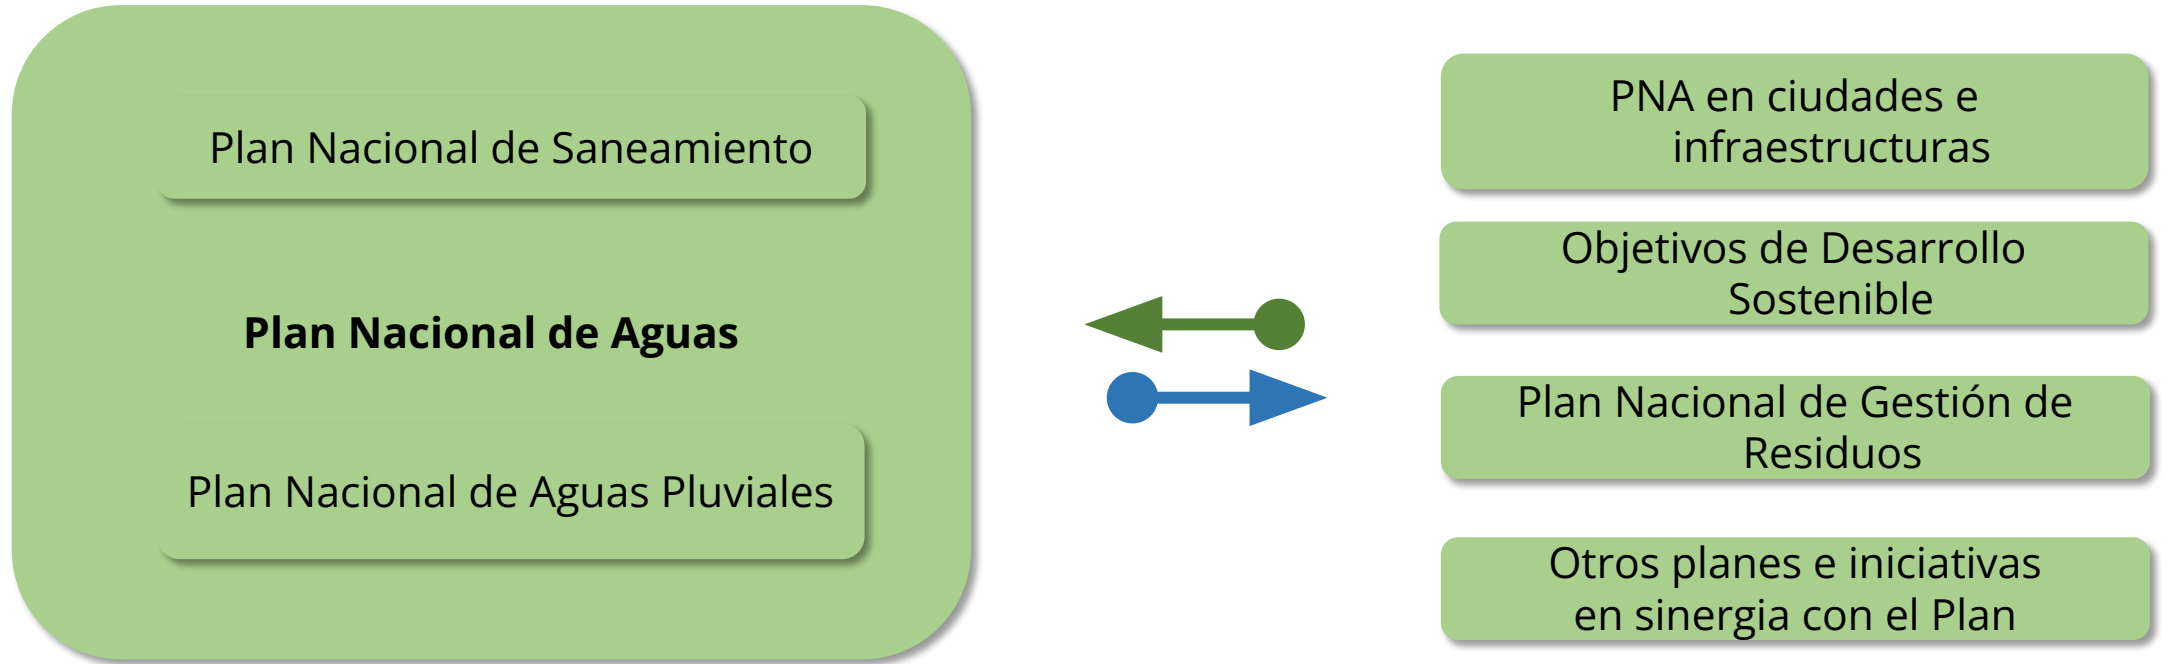 Plan Nacional de Saneamiento
Plan Nacional de Aguas
Plan Nacional de Aguas Pluviales
PNA en ciudades e
infraestructuras
Objetivos de Desarrollo
Sostenible
Plan Nacional de Gestión de
Residuos
Otros planes e iniciativas
en sinergia con el Plan